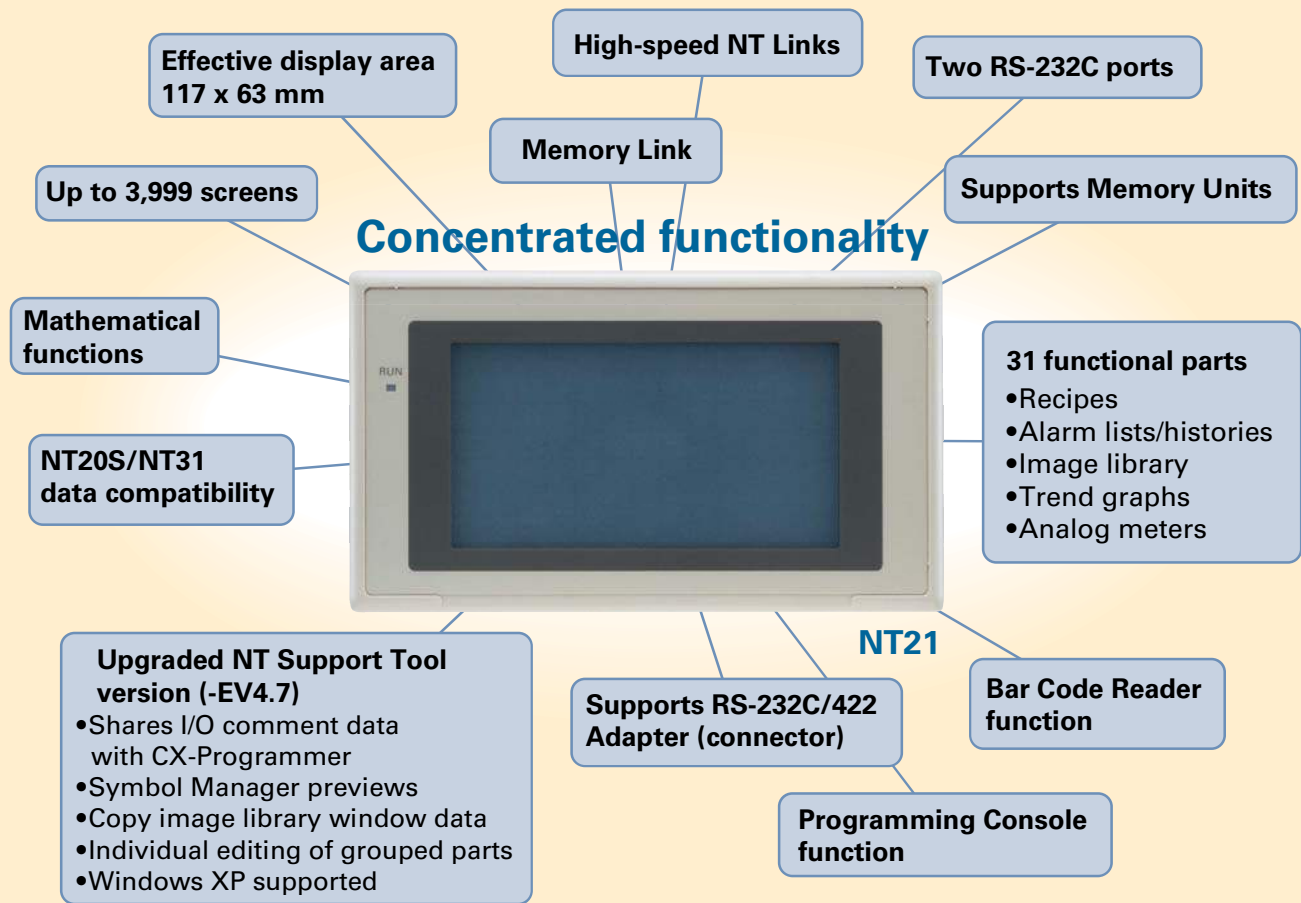 High-speed NT Links
Effective display area
117 x 63 mm
Two RS-232C ports
Memory Link
Up to 3,999 screens
Supports Memory Units
Concentrated functionality
Mathematical
functions
RUN
31 functional parts
•Recipes
•Alarm lists/histories
•Image library
•Trend graphs
•Analog meters
NT20S/NT31
data compatibility
NT21
Upgraded NT Support Tool
version (-EV4.7)
•Shares I/O comment data
with CX-Programmer
•Symbol Manager previews
•Copy image library window data
•Individual editing of grouped parts
•Windows XP supported
Supports RS-232C/422
Adapter (connector)
Bar Code Reader
function
Programming Console
function